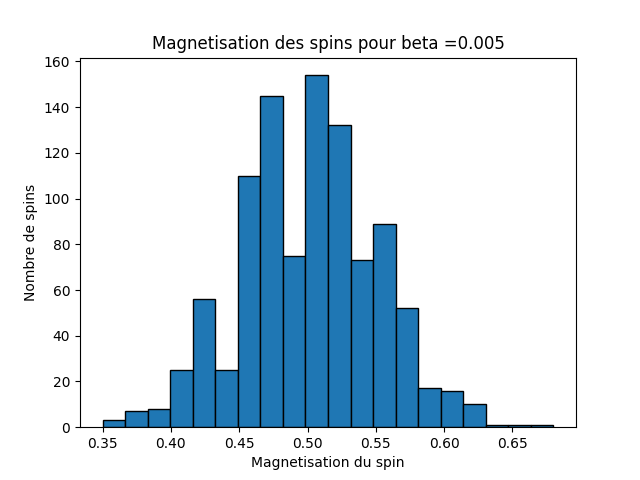 Magnetisation des spins pour beta =0.005
160
140
120
100
80
60
40
20
0
Nombre de spins
0.35 0.40 0.45 0.50 0.55 0.60 0.65
Magnetisation du spin